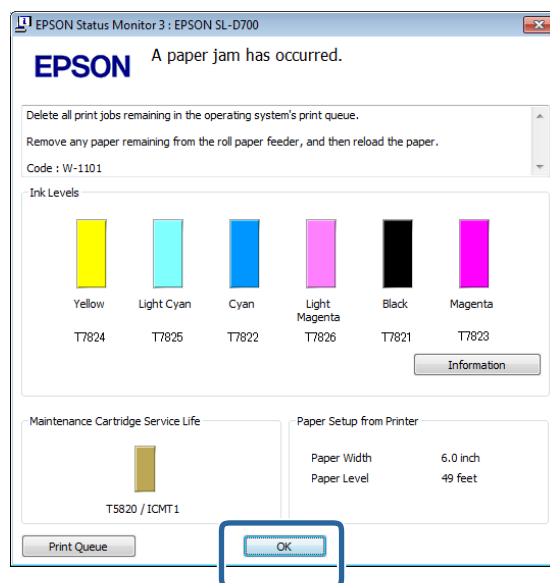 EPSON Status Monitor 3 : EPSON SL-D700
EPSON
A paper jam has occurred.
Delete all print jobs remaining in the operating system's print queue.
Remove any paper remaining from the roll paper feeder, and then reload the paper.
Code : W-1101
Ink Levels
Yellow Light Cyan Cyan Light Magenta Black Magenta
T7824 T7825 T7822 T7826 T7821 T7823
Information
Maintenance Cartridge Service Life
T5820 / ICMT1
Paper Setup from Printer
Paper Width 6.0 inch
Paper Level 49 feet
Print Queue
OK